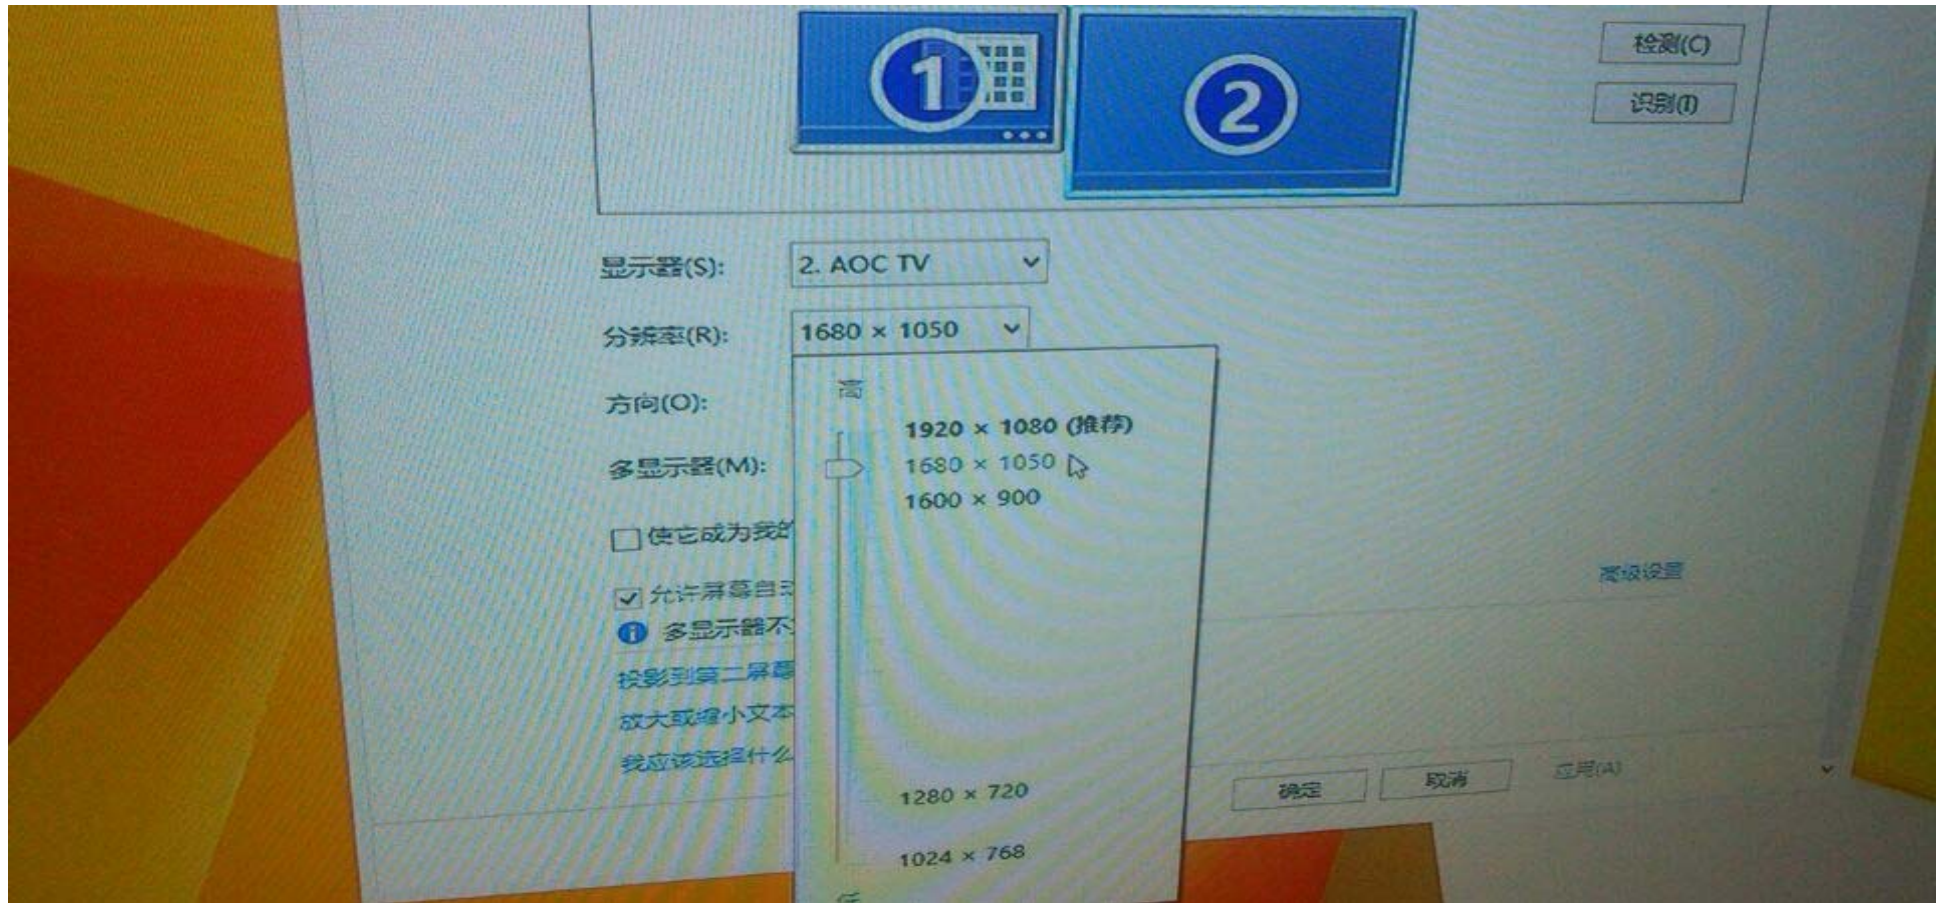 1
2
检测(C)
识别(I)
显示器(S):
2. AOC TV
分辨率(R):
1680 × 1050
高
方向(O):
1920 × 1080 (推荐)
多显示器(M):
1680 × 1050
1600 × 900
使它成为我的
高级设置
允许屏幕自
多显示器不
投影到第二屏幕
放大或缩小文本
我应该选择什么
1280 × 720
确定
取消
应用(A)
1024 × 768
低